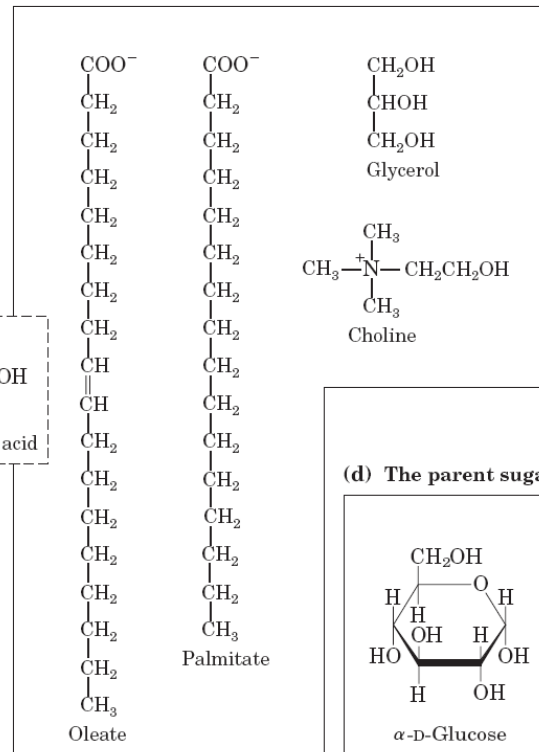 COO⁻
CH₂
CH₂
CH₂
CH₂
CH₂
CH₂
CH₂
CH
CH
CH₂
CH₂
CH₂
CH₂
CH₂
CH₂
CH₂
CH₃
Oleate
COO⁻
CH₂
CH₂
CH₂
CH₂
CH₂
CH₂
CH₂
CH₂
CH₂
CH₂
CH₂
CH₂
CH₂
CH₂
CH₃
Palmitate
CH₂OH
CHOH
CH₂OH
Glycerol
CH₃
CH₃—N⁺—CH₂CH₂OH
CH₃
Choline
OH
acid
(d) The parent suga
CH₂OH
O
H H
H
OH H
HO OH
H OH
α-D-Glucose